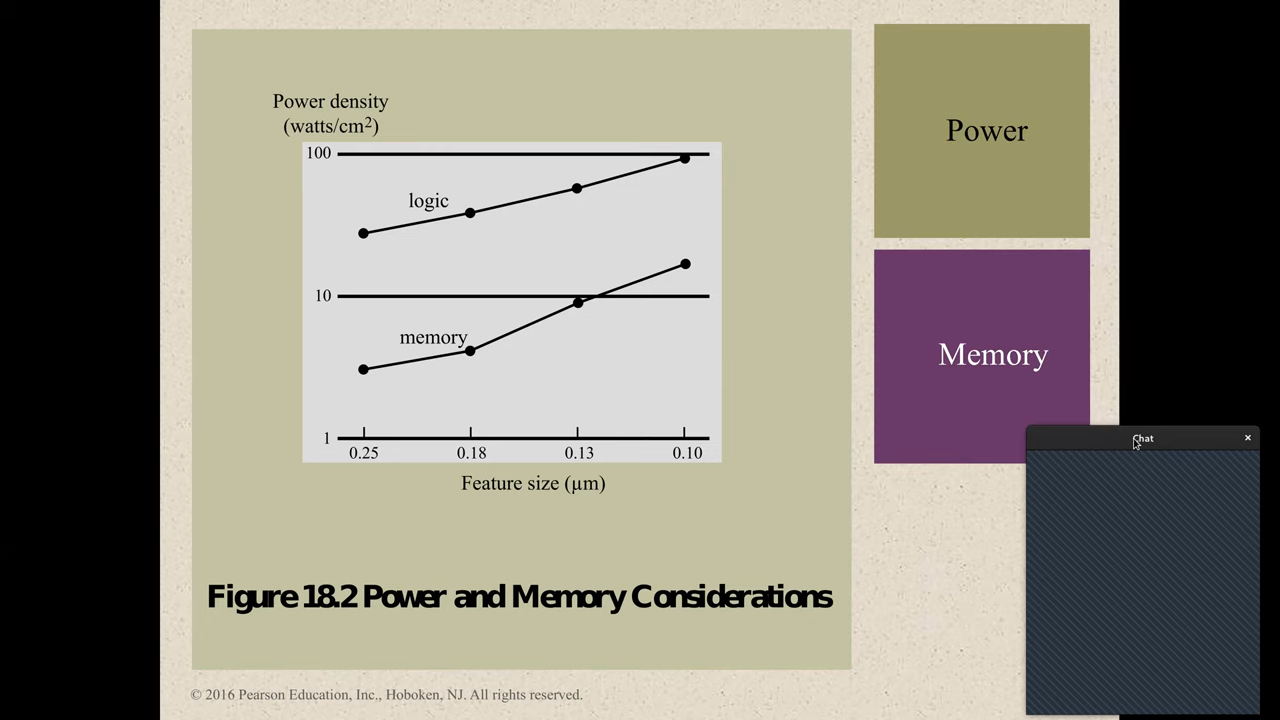 Power density
(watts/cm2)
100
logic
10
memory
1
0.25 0.18 0.13 0.10
Feature size (μm)
Figure 18.2 Power and Memory Considerations
© 2016 Pearson Education, Inc., Hoboken, NJ. All rights reserved.
Power
Memory
Chat
×